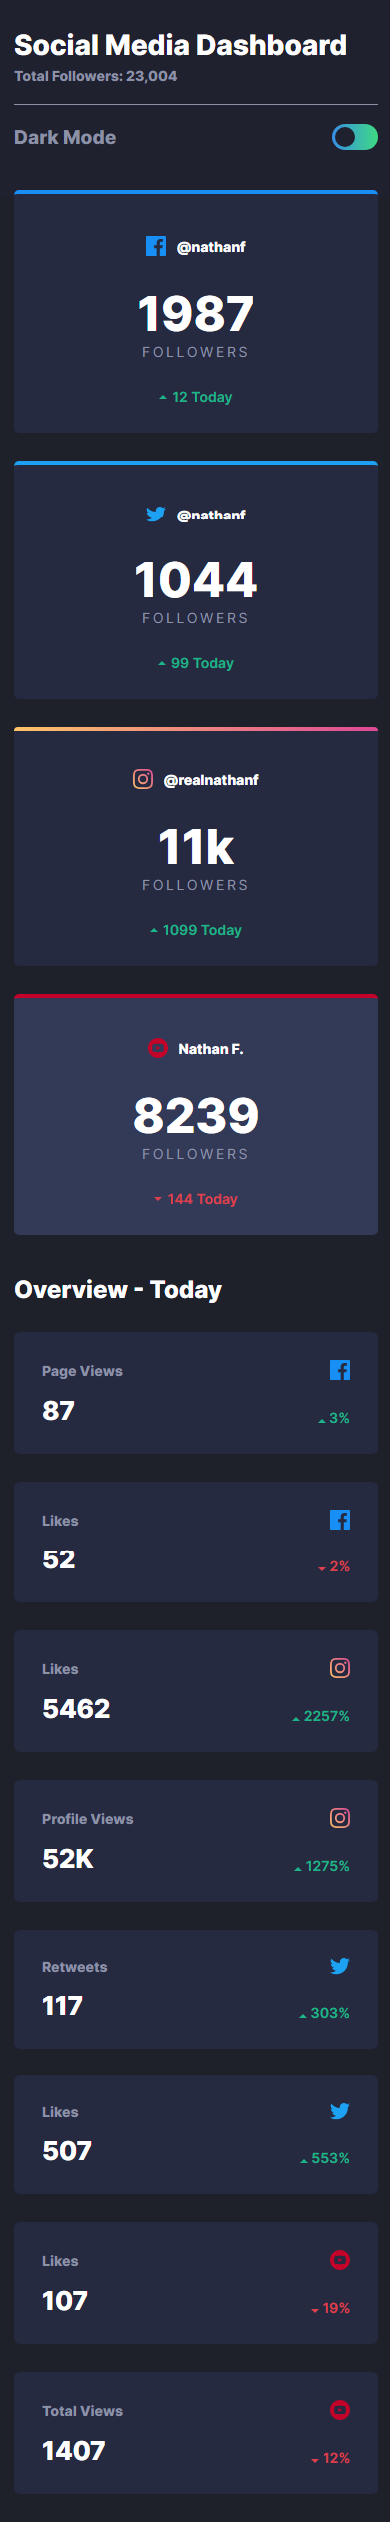 Social Media Dashboard
Total Followers: 23,004
Dark Mode
@nathanf
1987
FOLLOWERS
12 Today
@nathanf
1044
FOLLOWERS
99 Today
@realnathanf
11k
FOLLOWERS
1099 Today
Nathan F.
8239
FOLLOWERS
144 Today
Overview - Today
Page Views
87
3%
Likes
52
2%
Likes
5462
2257%
Profile Views
52K
1275%
Retweets
117
303%
Likes
507
553%
Likes
107
19%
Total Views
1407
12%